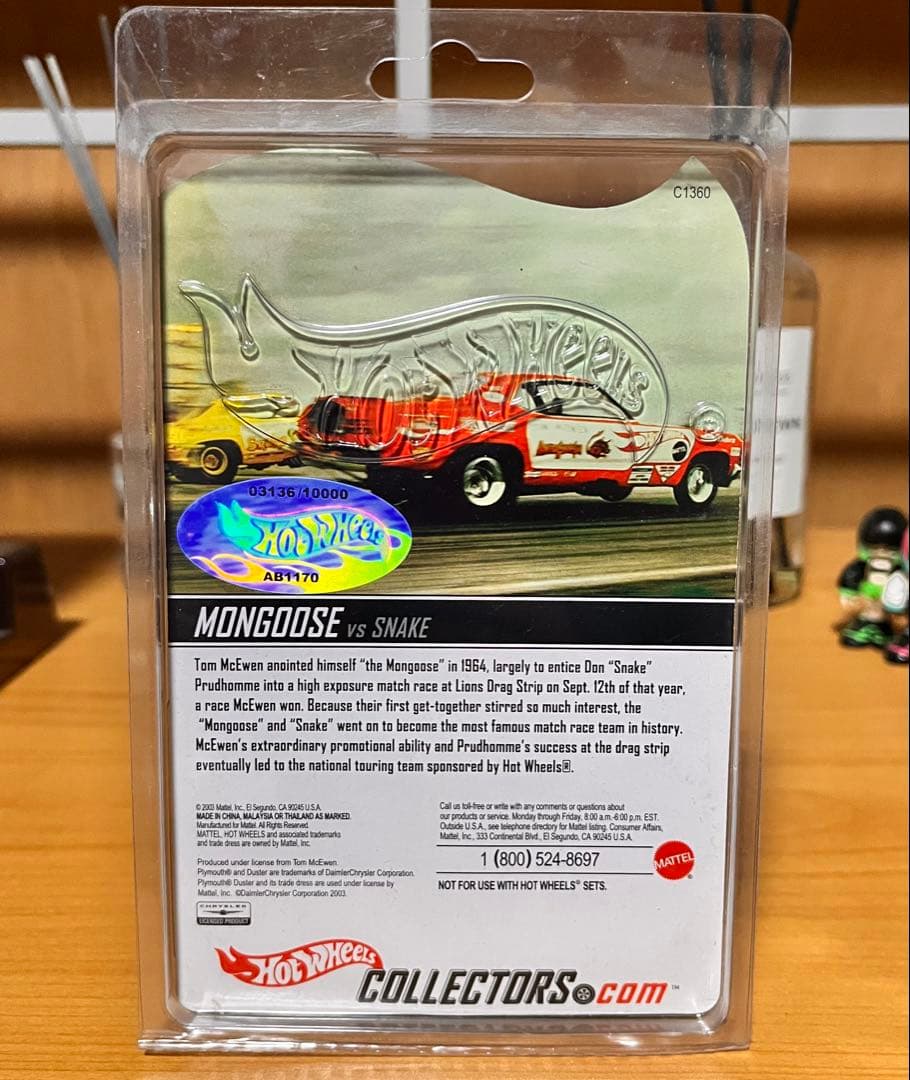 C1360
Hot Wheels
03136/10000
Hot Wheels
AB1170
MONGOOSE vs SNAKE
Tom McEwen anointed himself “the Mongoose” in 1964, largely to entice Don “Snake”
Prudhomme into a high exposure match race at Lions Drag Strip on Sept. 12th of that year,
a race McEwen won. Because their first get-together stirred so much interest, the
“Mongoose” and “Snake” went on to become the most famous match race team in history.
McEwen's extraordinary promotional ability and Prudhomme's success at the drag strip
eventually led to the national touring team sponsored by Hot Wheels®.
© 2003 Mattel, Inc., El Segundo, CA 90245 U.S.A.
MADE IN CHINA, MALAYSIA OR THAILAND AS MARKED.
Manufactured for Mattel. All Rights Reserved.
MATTEL, HOT WHEELS and associated trademarks
and trade dress are owned by Mattel, Inc.
Produced under license from Tom McEwen.
Plymouth® and Duster are trademarks of DaimlerChrysler Corporation.
Plymouth® Duster and its trade dress are used under license by
Mattel, Inc. ©DaimlerChrysler Corporation 2003.
CHRYSLER
LICENSED PRODUCT
Call us toll-free or write with any comments or questions about
our products or service. Monday through Friday, 8:00 a.m.-6:00 p.m. EST.
Outside U.S.A., see telephone directory for Mattel listing. Consumer Affairs,
Mattel, Inc., 333 Continental Blvd., El Segundo, CA 90245 U.S.A.
1 (800) 524-8697
MATTEL
NOT FOR USE WITH HOT WHEELS® SETS.
Hot Wheels
COLLECTORS.com™